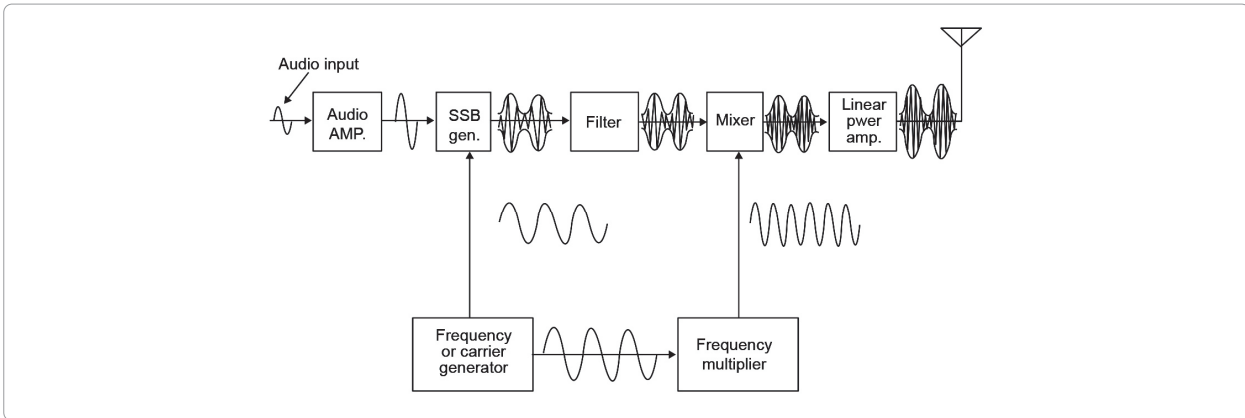 Audio input
Audio
AMP.
SSB
gen.
Filter
Mixer
Linear
pwer
amp.
Frequency
or carrier
generator
Frequency
multiplier